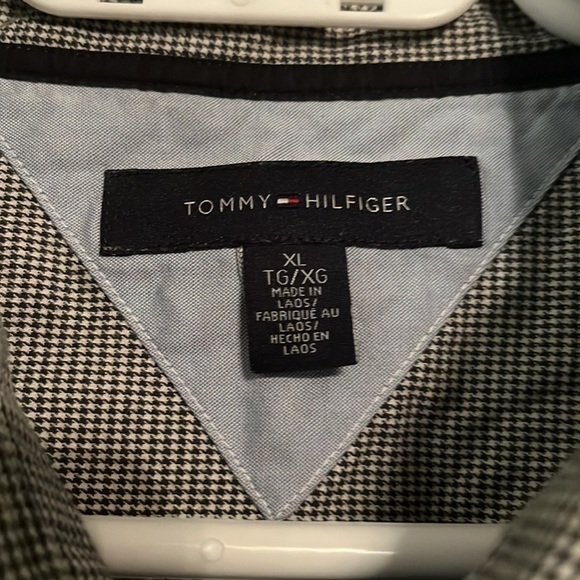 TOMMY HILFIGER
XL
TG/XG
MADE IN
LAOS/
FABRIQUÉ AU
LAOS/
HECHO EN
LAOS